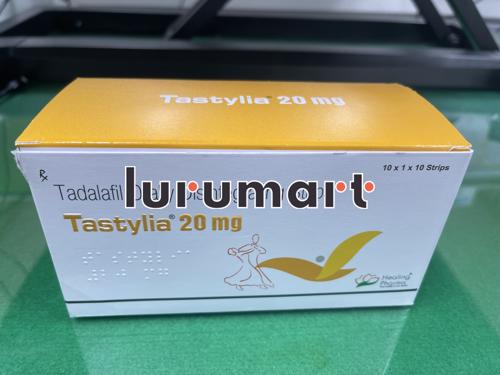 Tastylia® 20 mg
℞
10 x 1 x 10 Strips
Tadalafil
lurumart
Tastylia® 20 mg
Healing
Pharma